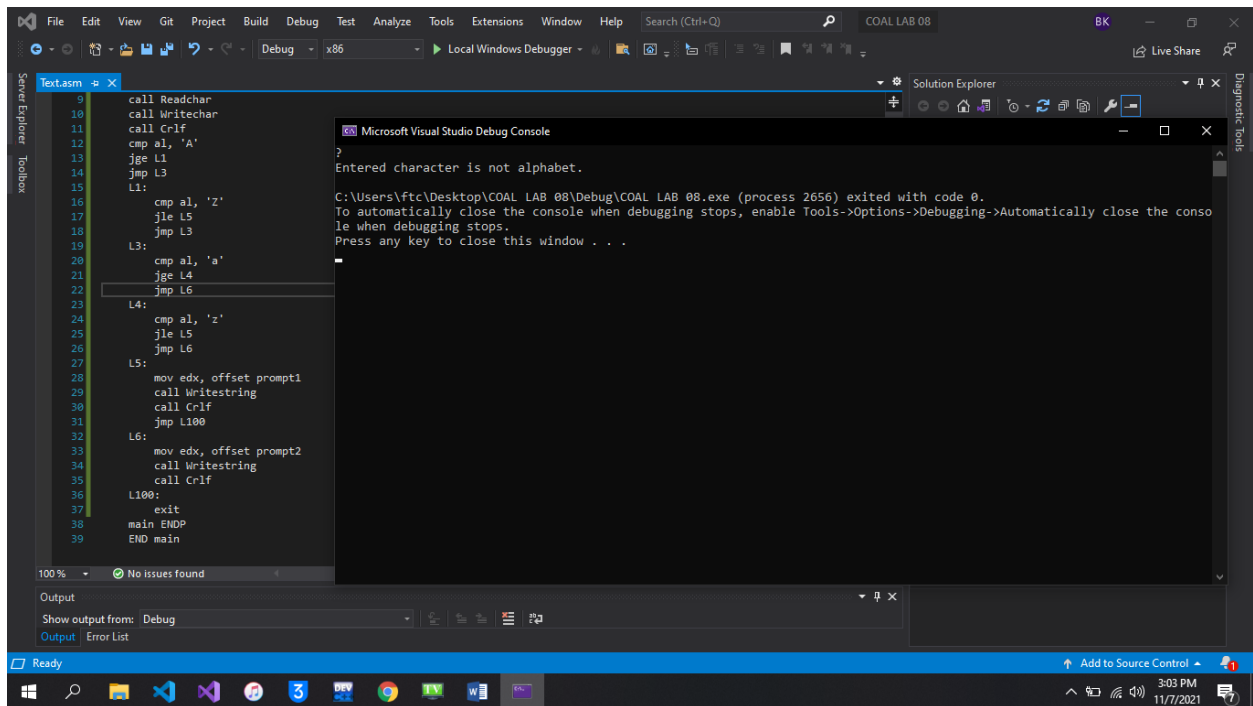 File Edit View Git Project Build Debug Test Analyze Tools Extensions Window Help Search (Ctrl+Q) COAL LAB 08 BK
Debug x86 Local Windows Debugger Live Share
Server Explorer
Toolbox
Text.asm
9 call Readchar
10 call Writechar
11 call Crlf
12 cmp al, 'A'
13 jge L1
14 jmp L3
15 L1:
16 cmp al, 'Z'
17 jle L5
18 jmp L3
19 L3:
20 cmp al, 'a'
21 jge L4
22 jmp L6
23 L4:
24 cmp al, 'z'
25 jle L5
26 jmp L6
27 L5:
28 mov edx, offset prompt1
29 call Writestring
30 call Crlf
31 jmp L100
32 L6:
33 mov edx, offset prompt2
34 call Writestring
35 call Crlf
36 L100:
37 exit
38 main ENDP
39 END main
100 % No issues found
Microsoft Visual Studio Debug Console
?
Entered character is not alphabet.
C:\Users\ftc\Desktop\COAL LAB 08\Debug\COAL LAB 08.exe (process 2656) exited with code 0.
To automatically close the console when debugging stops, enable Tools->Options->Debugging->Automatically close the conso
le when debugging stops.
Press any key to close this window . . .
Solution Explorer
Diagnostic Tools
Output
Show output from: Debug
Output Error List
Ready Add to Source Control 1
3:03 PM
11/7/2021
7